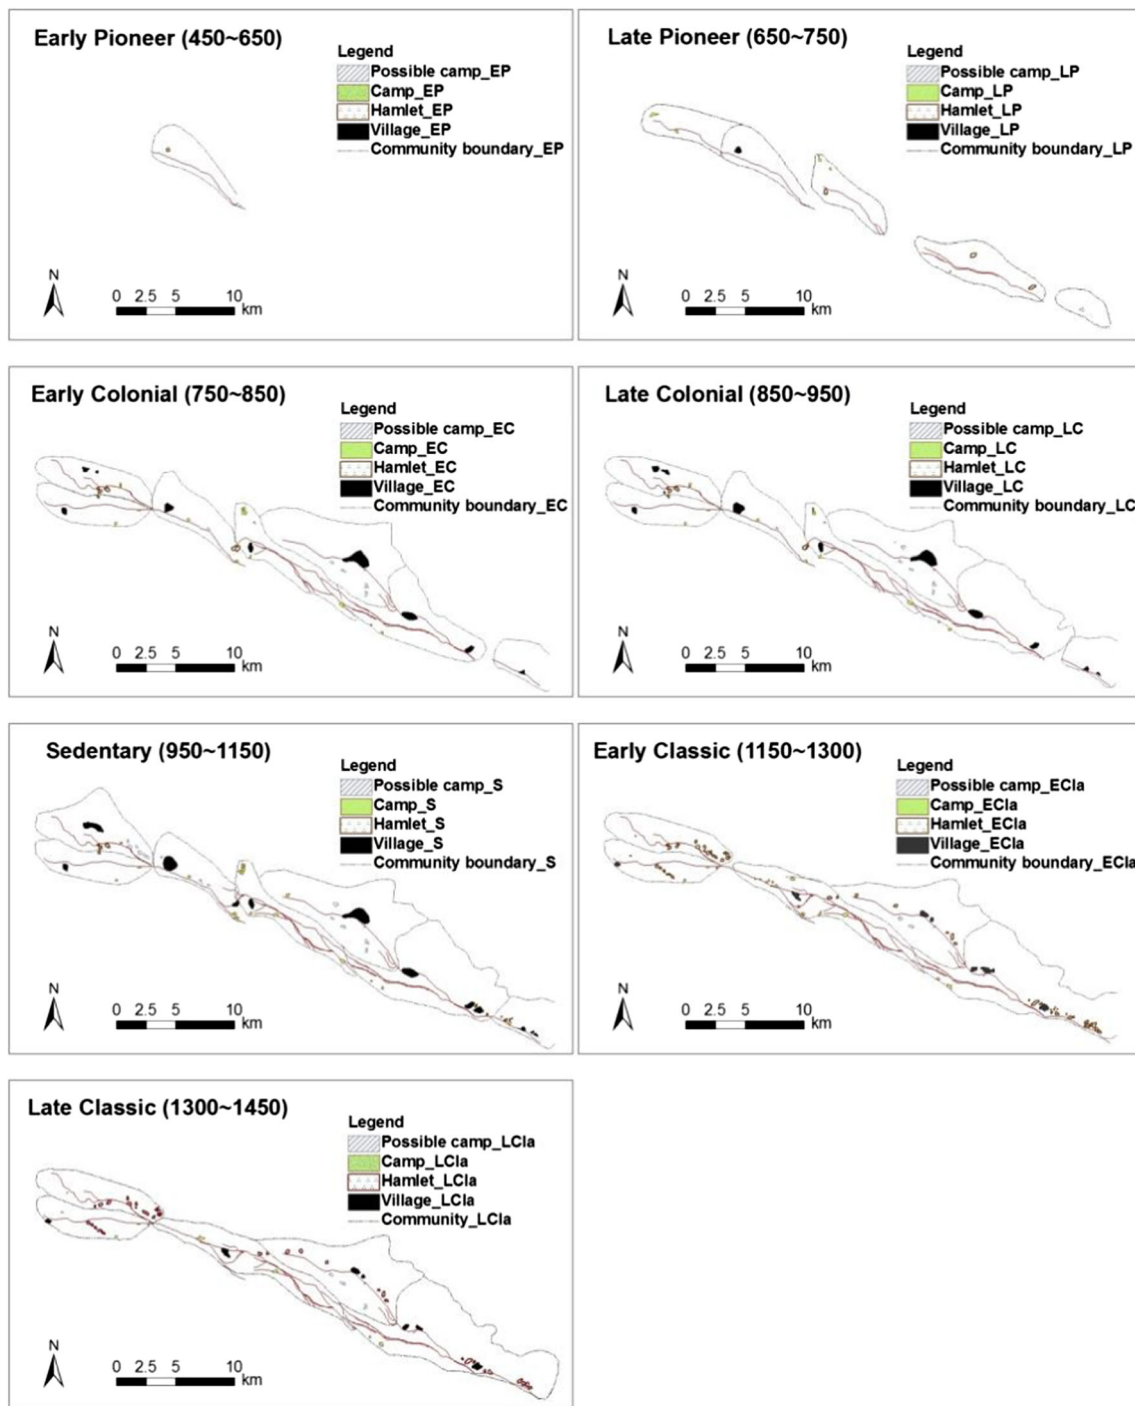 Early Pioneer (450~650)
Legend
Possible camp_EP
Camp_EP
Hamlet_EP
Village_EP
Community boundary_EP
N
0 2.5 5 10
km
Late Pioneer (650~750)
Legend
Possible camp_LP
Camp_LP
Hamlet_LP
Village_LP
Community boundary_LP
N
0 2.5 5 10
km
Early Colonial (750~850)
Legend
Possible camp_EC
Camp_EC
Hamlet_EC
Village_EC
Community boundary_EC
N
0 2.5 5 10
km
Late Colonial (850~950)
Legend
Possible camp_LC
Camp_LC
Hamlet_LC
Village_LC
Community boundary_LC
N
0 2.5 5 10
km
Sedentary (950~1150)
Legend
Possible camp_S
Camp_S
Hamlet_S
Village_S
Community boundary_S
N
0 2.5 5 10
km
Early Classic (1150~1300)
Legend
Possible camp_ECla
Camp_ECla
Hamlet_ECla
Village_ECla
Community boundary_ECla
N
0 2.5 5 10
km
Late Classic (1300~1450)
Legend
Possible camp_LCla
Camp_LCla
Hamlet_LCla
Village_LCla
Community_LCla
N
0 2.5 5 10
km